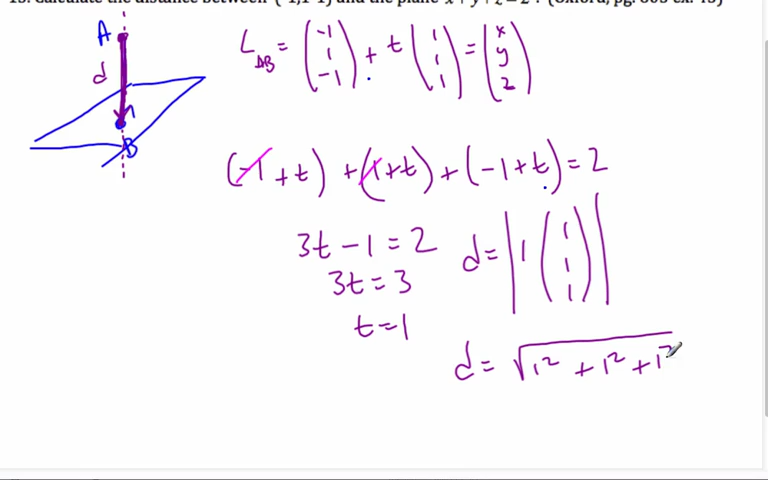 15. Calculate the distance between (-1,1-1) and the plane x + y + z = 2 . (Oxford, pg. 803 ex. 15)
A
d
B
L_AB = (-1 1 -1) + t (1 1 1) = (x y z)
(-1 + t) + (1 + t) + (-1 + t) = 2
3t - 1 = 2
3t = 3
t = 1
d = | 1 (1 1 1) |
d = √1² + 1² + 1²